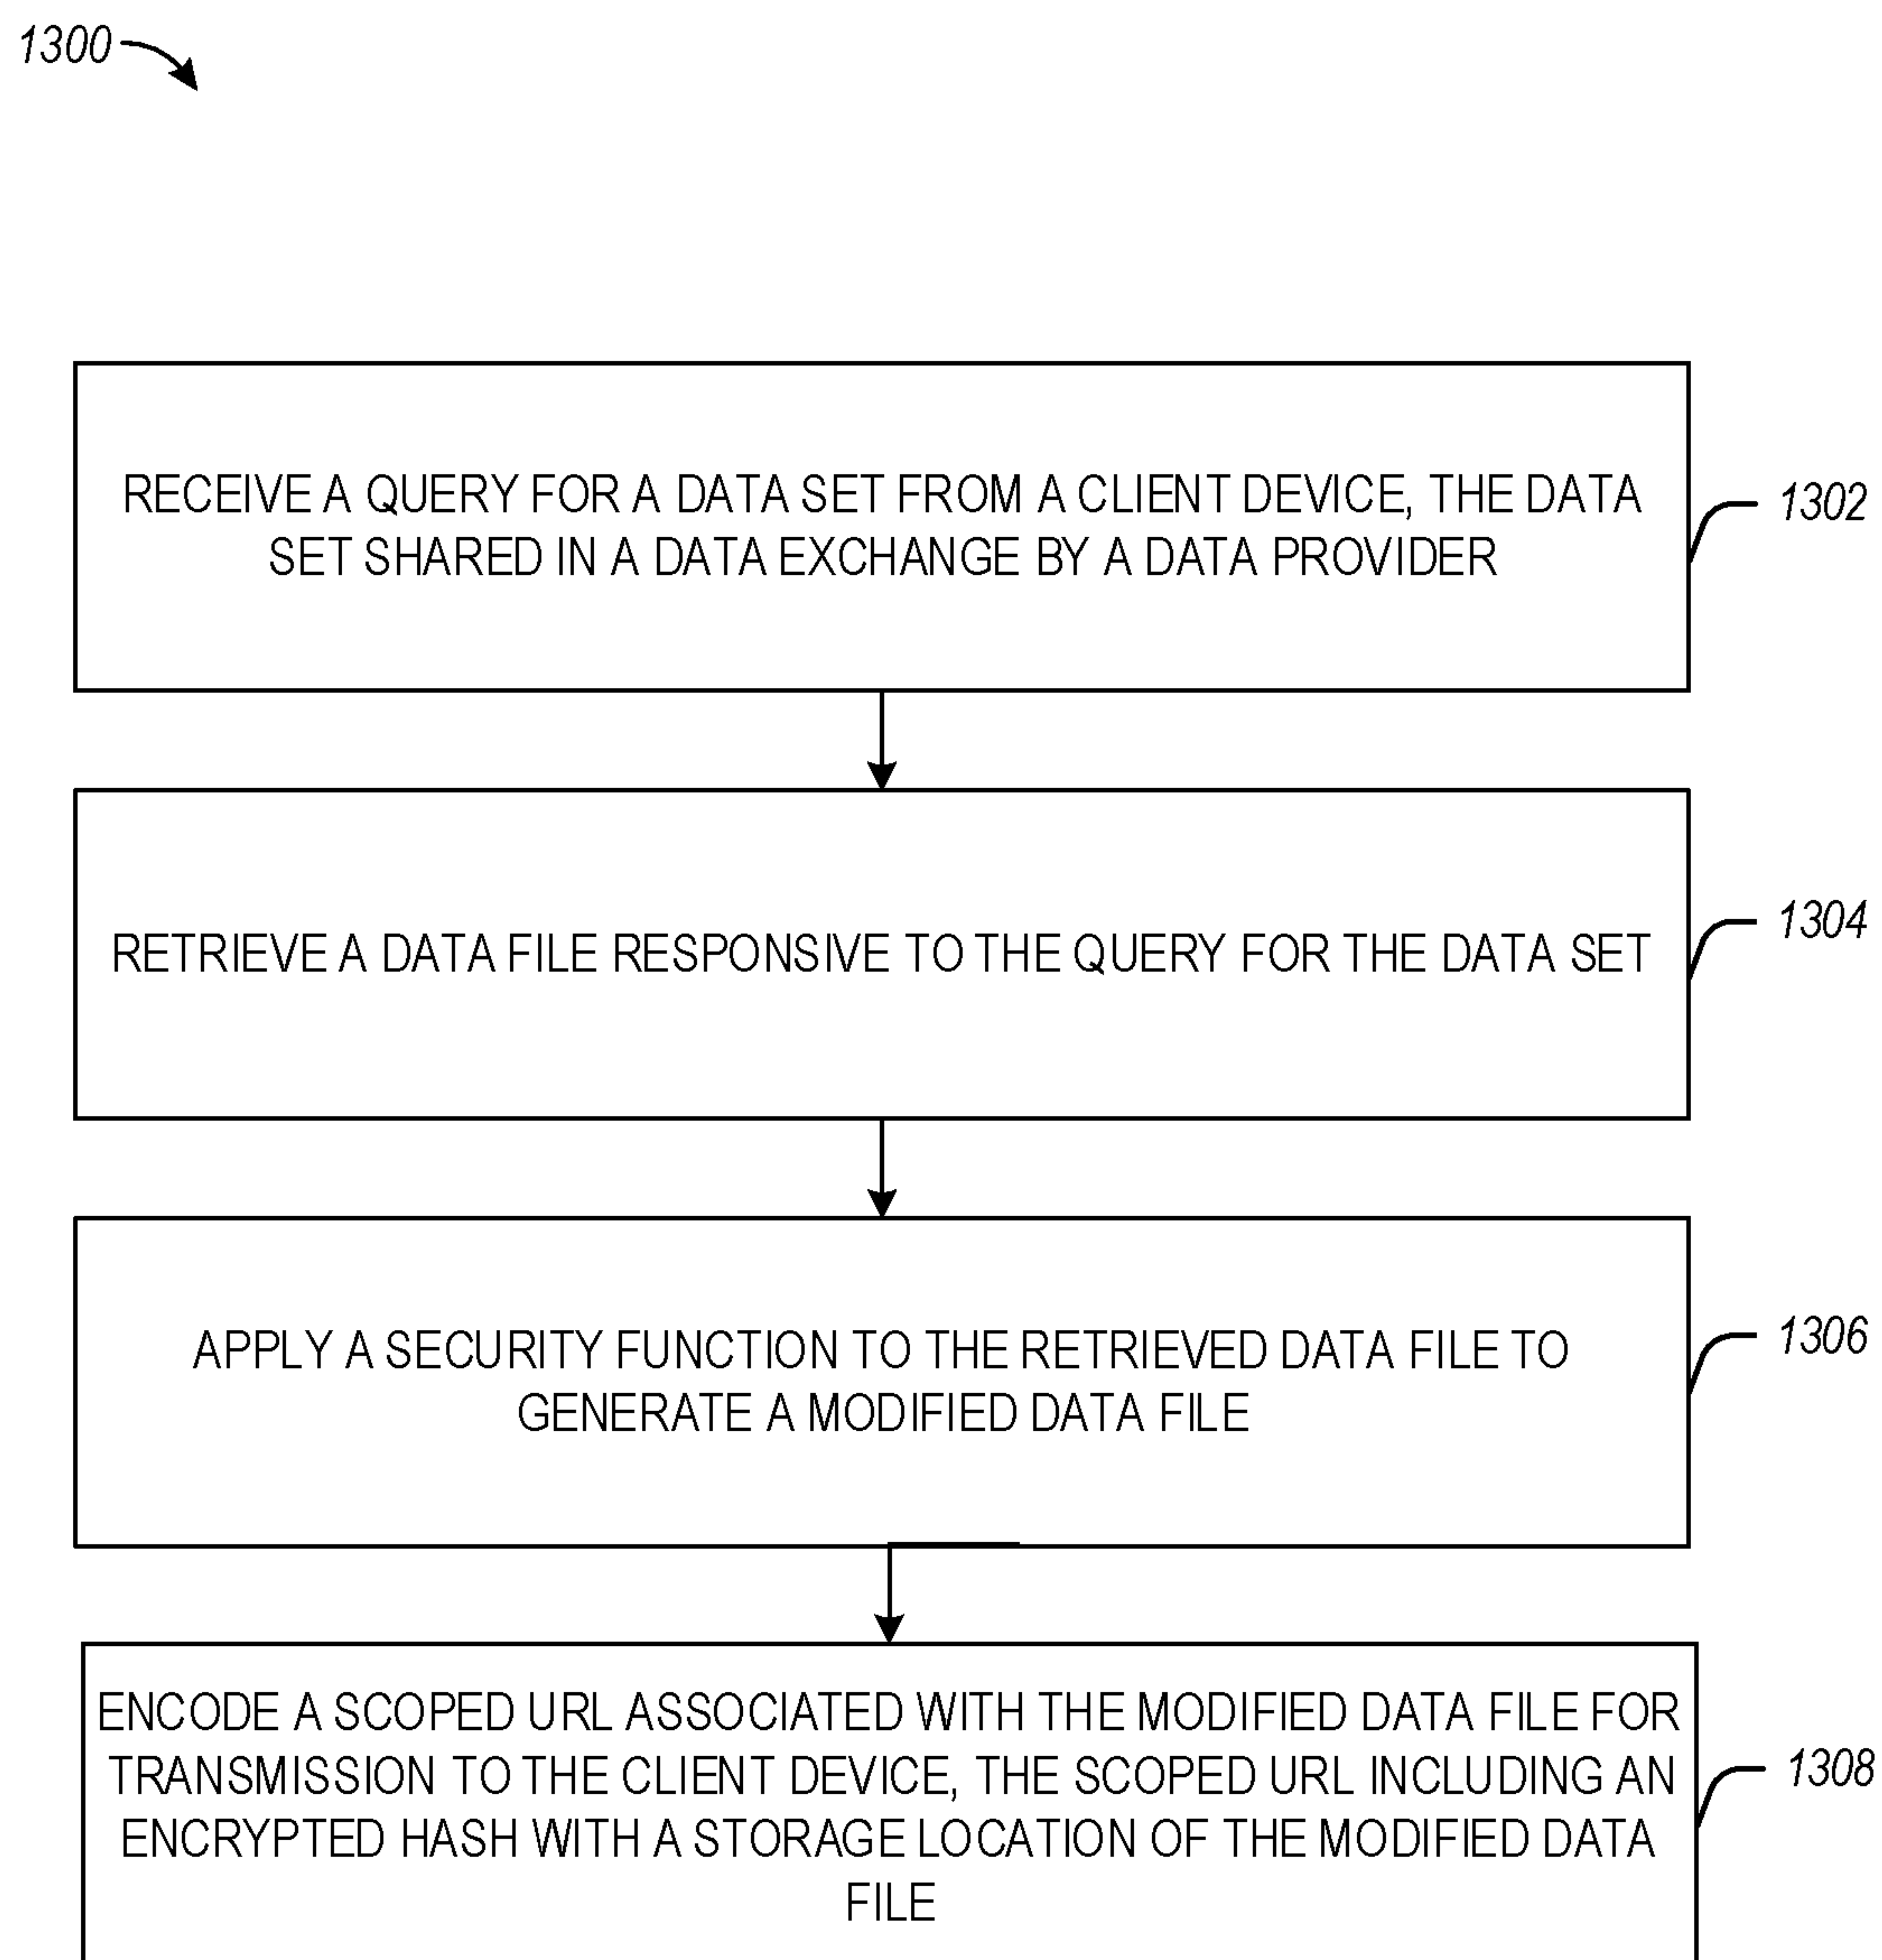 1300
RECEIVE A QUERY FOR A DATA SET FROM A CLIENT DEVICE, THE DATA
SET SHARED IN A DATA EXCHANGE BY A DATA PROVIDER
1302
RETRIEVE A DATA FILE RESPONSIVE TO THE QUERY FOR THE DATA SET
1304
APPLY A SECURITY FUNCTION TO THE RETRIEVED DATA FILE TO
GENERATE A MODIFIED DATA FILE
1306
ENCODE A SCOPED URL ASSOCIATED WITH THE MODIFIED DATA FILE FOR
TRANSMISSION TO THE CLIENT DEVICE, THE SCOPED URL INCLUDING AN
ENCRYPTED HASH WITH A STORAGE LOCATION OF THE MODIFIED DATA
FILE
1308